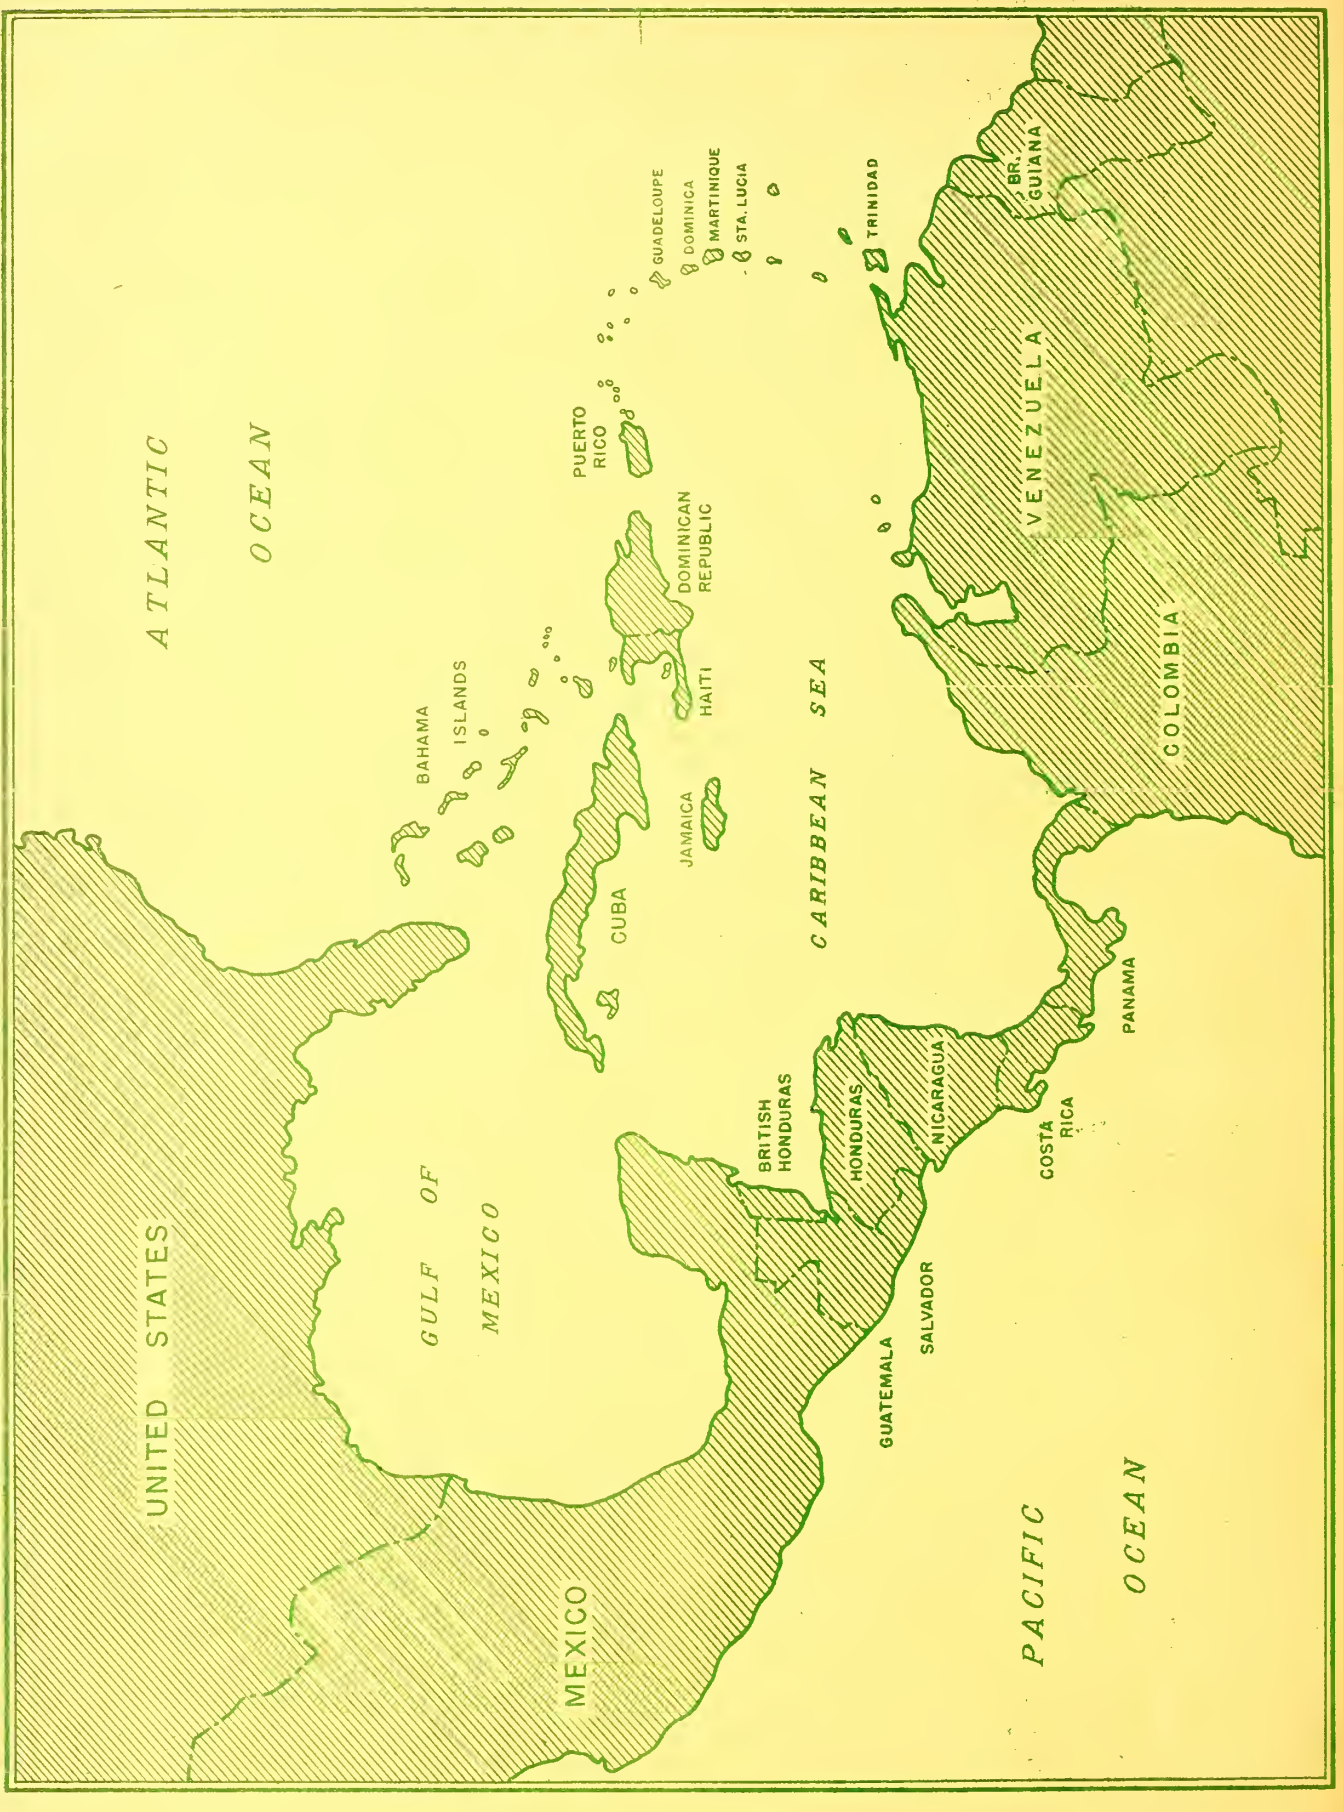 UNITED STATES
ATLANTIC
OCEAN
GULF OF
MEXICO
BAHAMA
ISLANDS
MEXICO
CUBA
PUERTO
RICO
DOMINICAN
REPUBLIC
HAITI
JAMAICA
GUADELOUPE
DOMINICA
MARTINIQUE
STA. LUCIA
BRITISH
HONDURAS
CARIBBEAN SEA
TRINIDAD
HONDURAS
GUATEMALA
SALVADOR
NICARAGUA
COSTA
RICA
PANAMA
BR.
GUIANA
VENEZUELA
COLOMBIA
PACIFIC
OCEAN